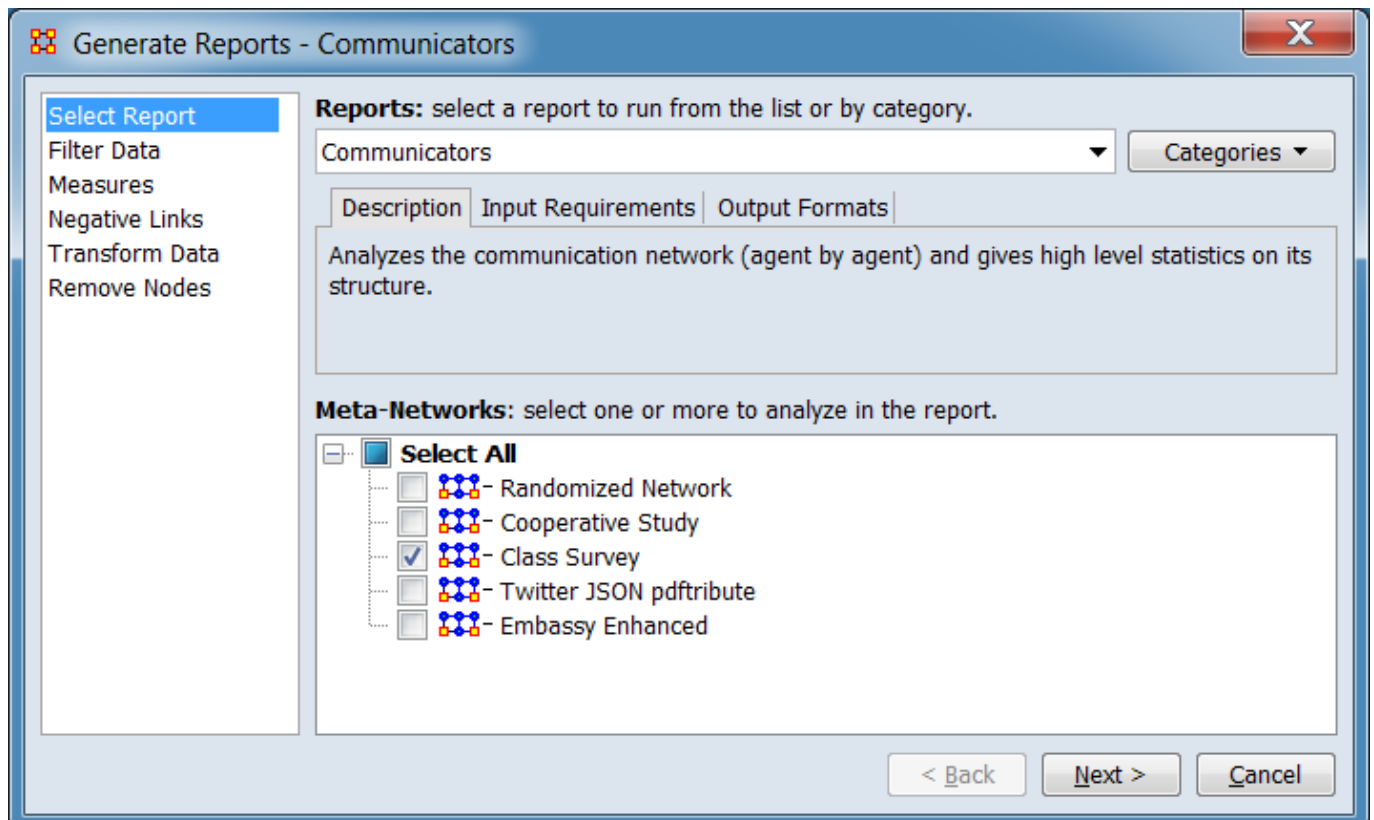 Generate Reports - Communicators
X
Select Report
Filter Data
Measures
Negative Links
Transform Data
Remove Nodes
Reports: select a report to run from the list or by category.
Communicators
Categories
Description Input Requirements Output Formats
Analyzes the communication network (agent by agent) and gives high level statistics on its
structure.
Meta-Networks: select one or more to analyze in the report.
Select All
Randomized Network
Cooperative Study
Class Survey
Twitter JSON pdftribute
Embassy Enhanced
< Back Next > Cancel